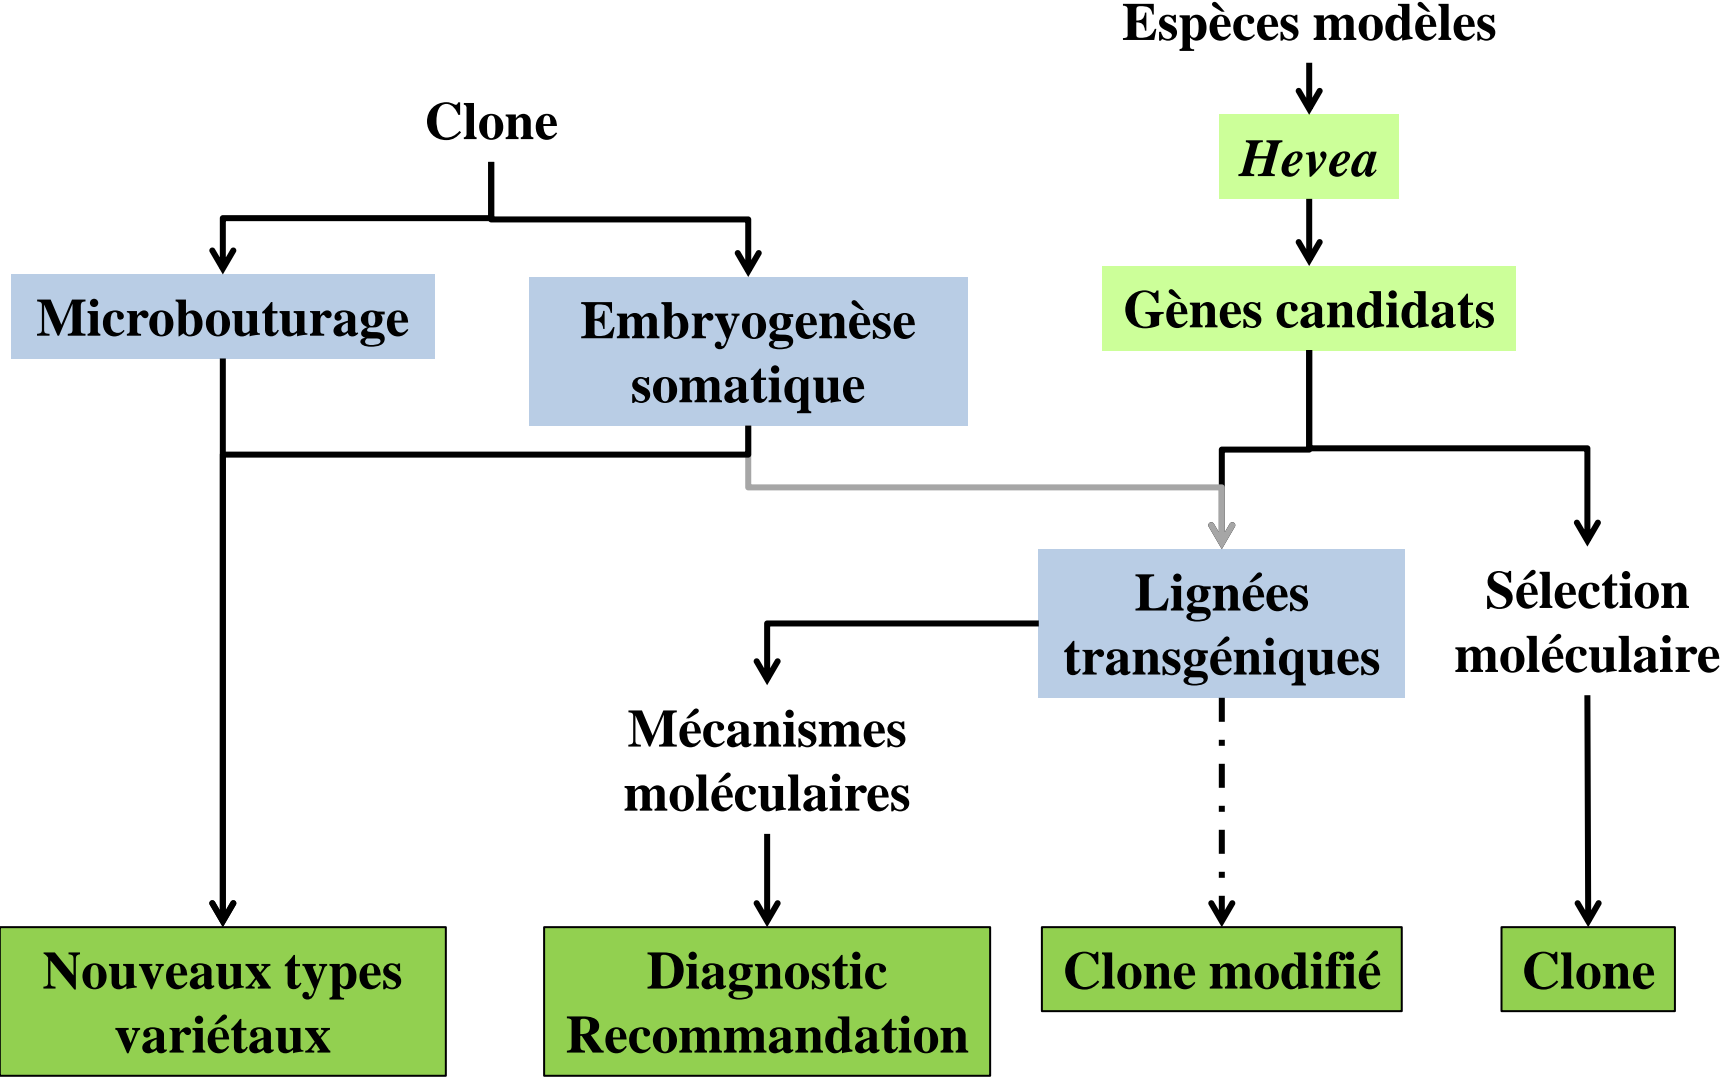 Espèces modèles
Clone
Hevea
Microbouturage
Embryogenèse
somatique
Gènes candidats
Lignées
transgéniques
Sélection
moléculaire
Mécanismes
moléculaires
Nouveaux types
variétaux
Diagnostic
Recommandation
Clone modifié
Clone